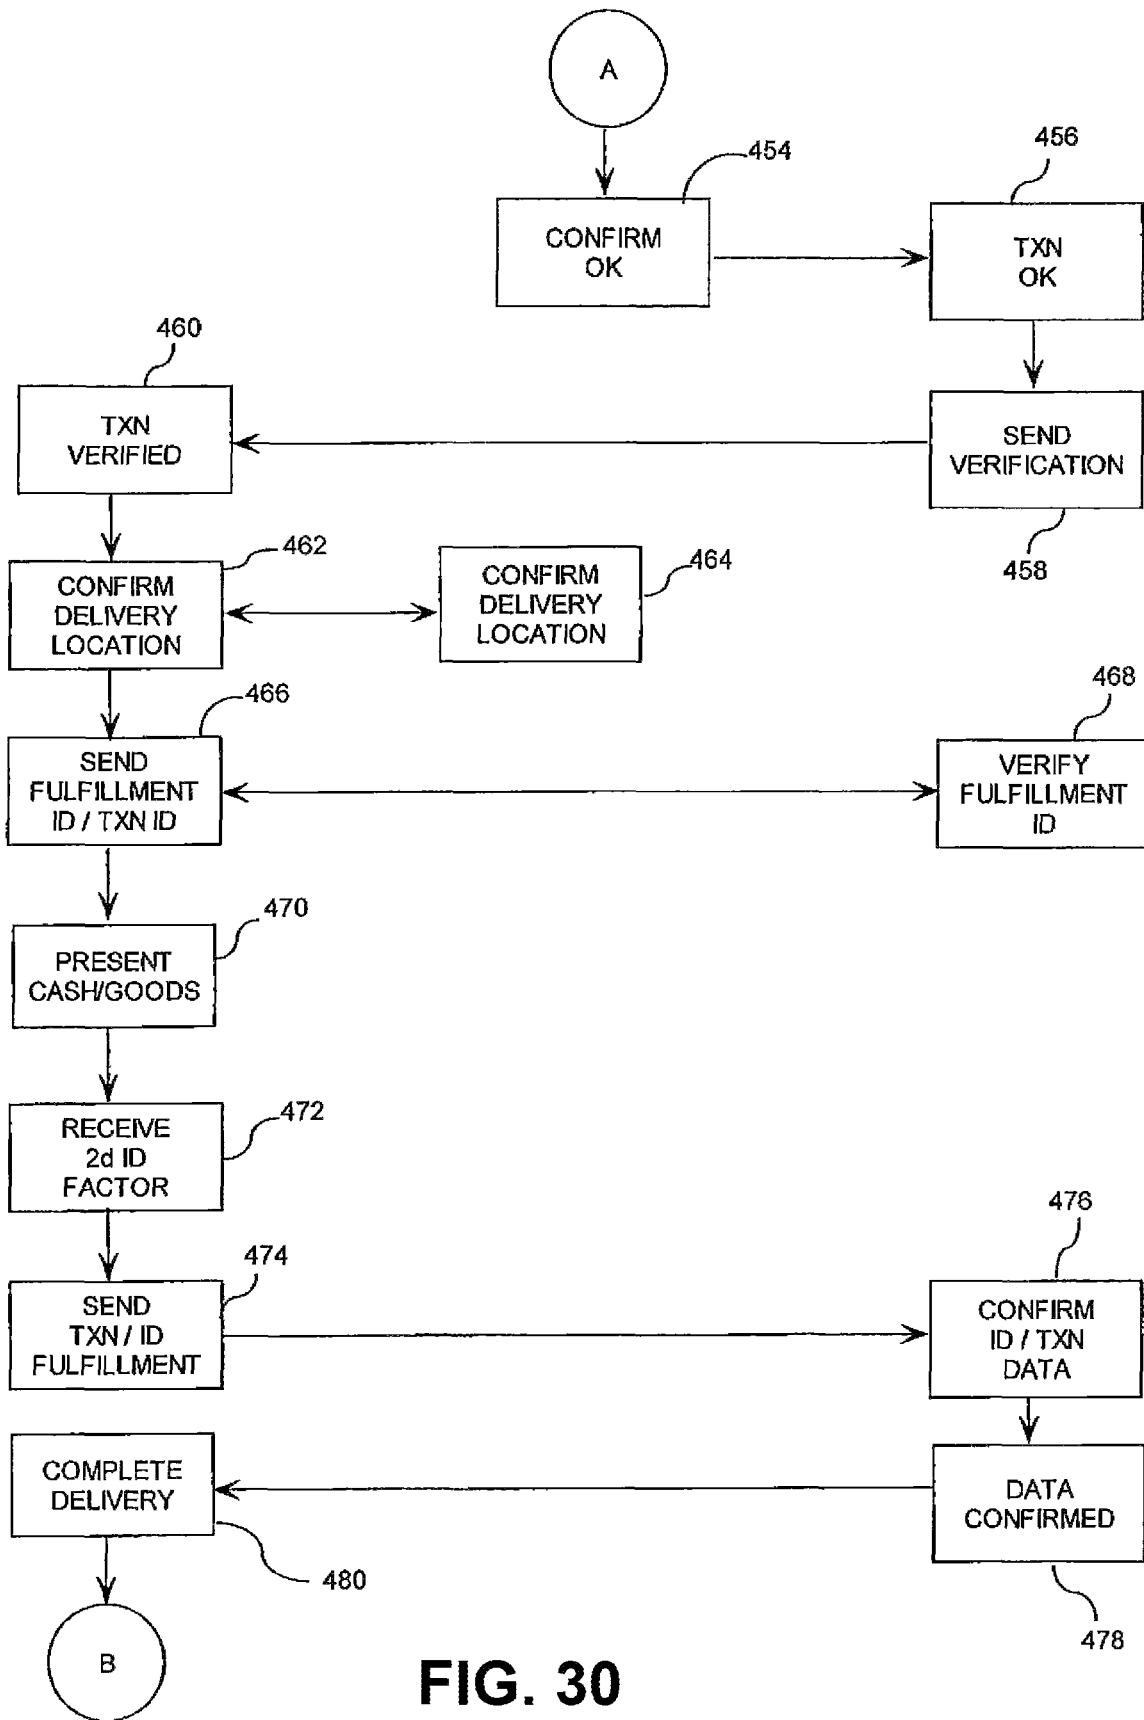 A
454
456
CONFIRM
OK
TXN
OK
460
TXN
VERIFIED
SEND
VERIFICATION
458
462
CONFIRM
DELIVERY
LOCATION
464
CONFIRM
DELIVERY
LOCATION
466
468
SEND
FULFILLMENT
ID / TXN ID
VERIFY
FULFILLMENT
ID
470
PRESENT
CASH/GOODS
472
RECEIVE
2d ID
FACTOR
474
476
SEND
TXN / ID
FULFILLMENT
CONFIRM
ID / TXN
DATA
COMPLETE
DELIVERY
DATA
CONFIRMED
480
478
B
FIG. 30